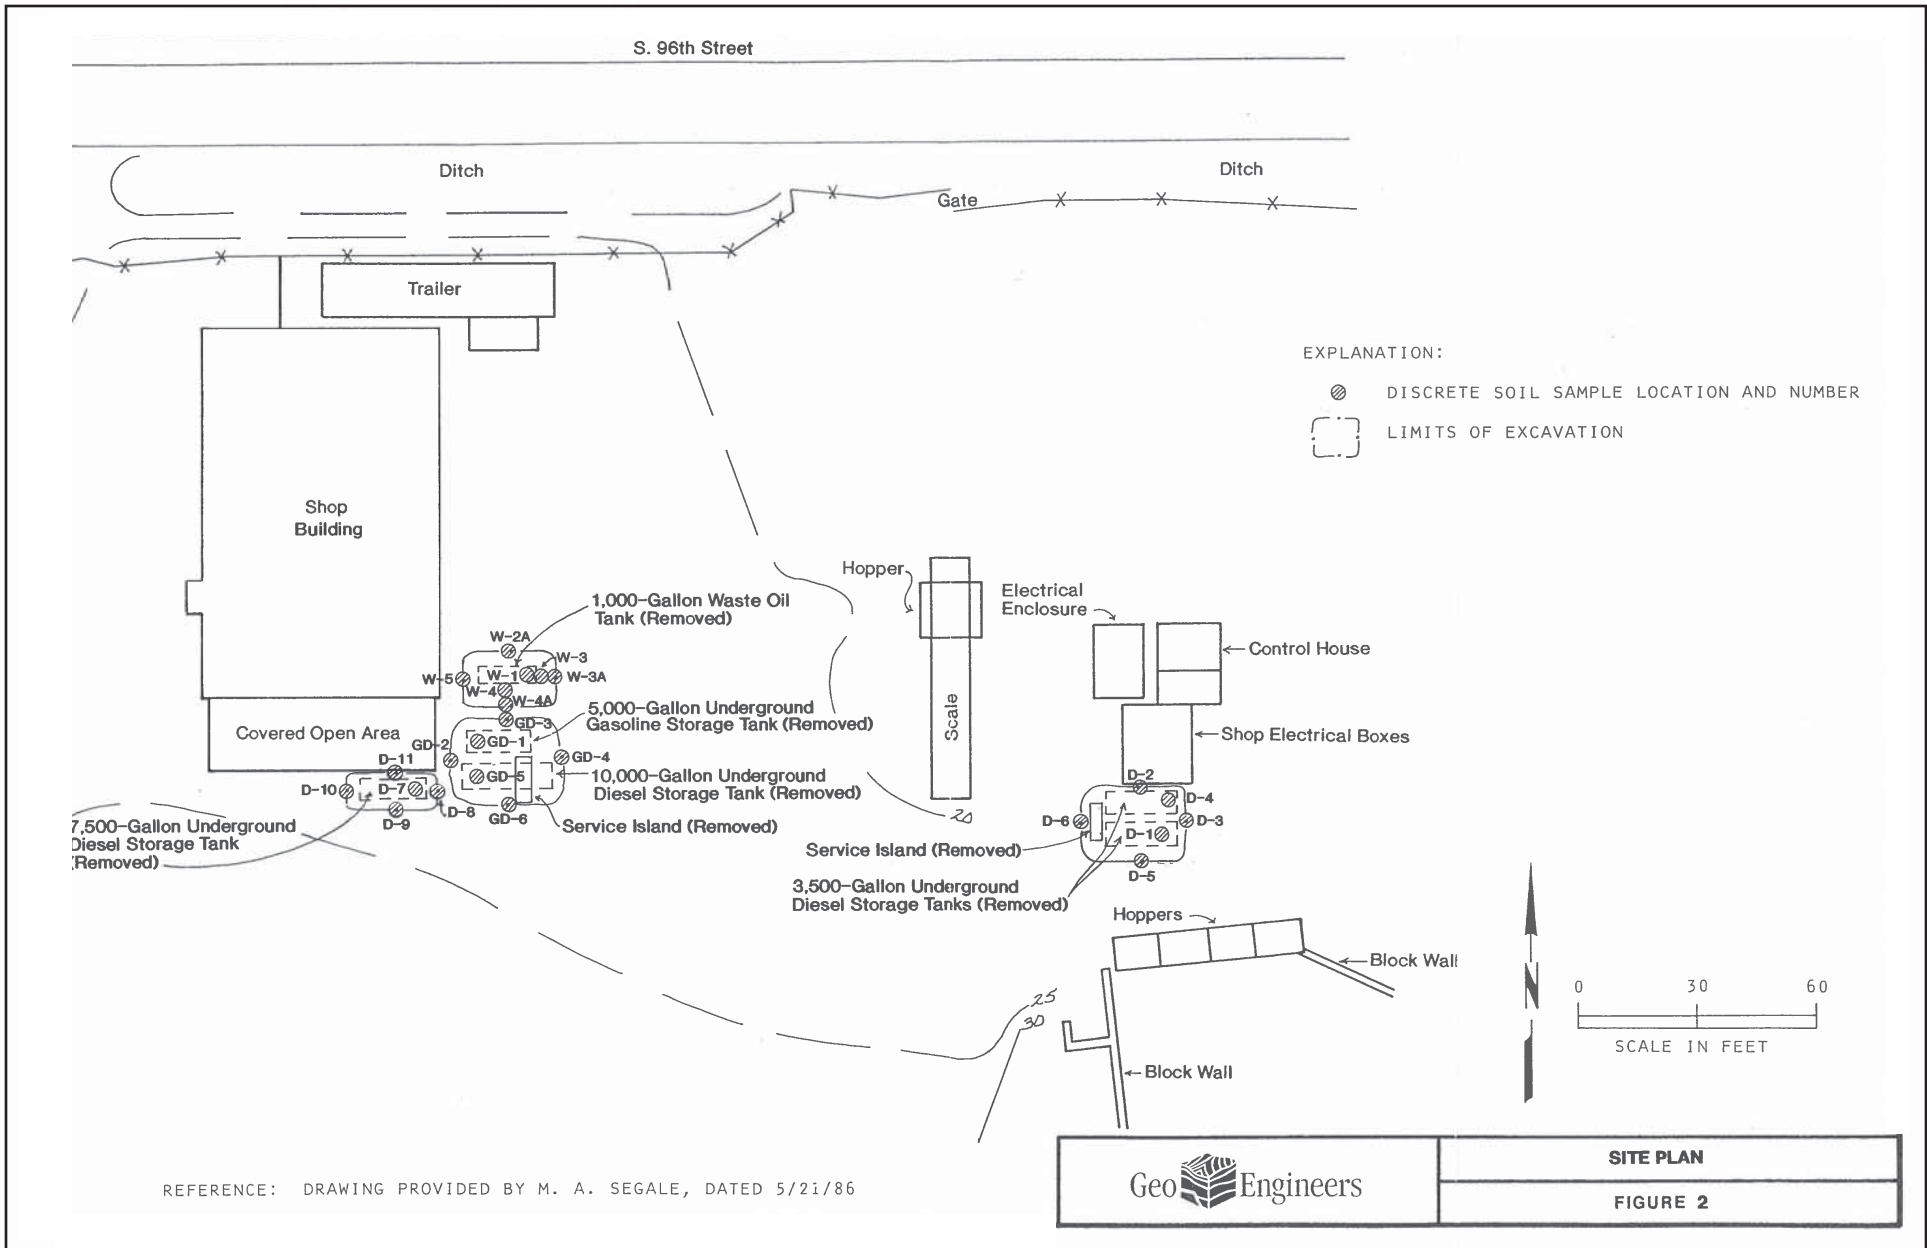 S. 96th Street
Ditch
Ditch
Gate
Trailer
EXPLANATION:
DISCRETE SOIL SAMPLE LOCATION AND NUMBER
LIMITS OF EXCAVATION
Shop
Building
Hopper
Electrical
Enclosure
1,000-Gallon Waste Oil
Tank (Removed)
W-2A
W-3
W-1
W-3A
W-5
W-4
W-4A
Control House
5,000-Gallon Underground
Gasoline Storage Tank (Removed)
GD-3
Scale
Covered Open Area
GD-2
GD-1
GD-4
Shop Electrical Boxes
D-11
GD-5
10,000-Gallon Underground
Diesel Storage Tank (Removed)
D-2
D-10
D-7
D-8
GD-6
D-9
D-4
D-6
D-3
D-1
D-5
20
Service Island (Removed)
7,500-Gallon Underground
Diesel Storage Tank
(Removed)
Service Island (Removed)
3,500-Gallon Underground
Diesel Storage Tanks (Removed)
Hoppers
Block Wall
25
30
N
0 30 60
SCALE IN FEET
Block Wall
REFERENCE: DRAWING PROVIDED BY M. A. SEGALE, DATED 5/21/86
GeoEngineers
SITE PLAN
FIGURE 2